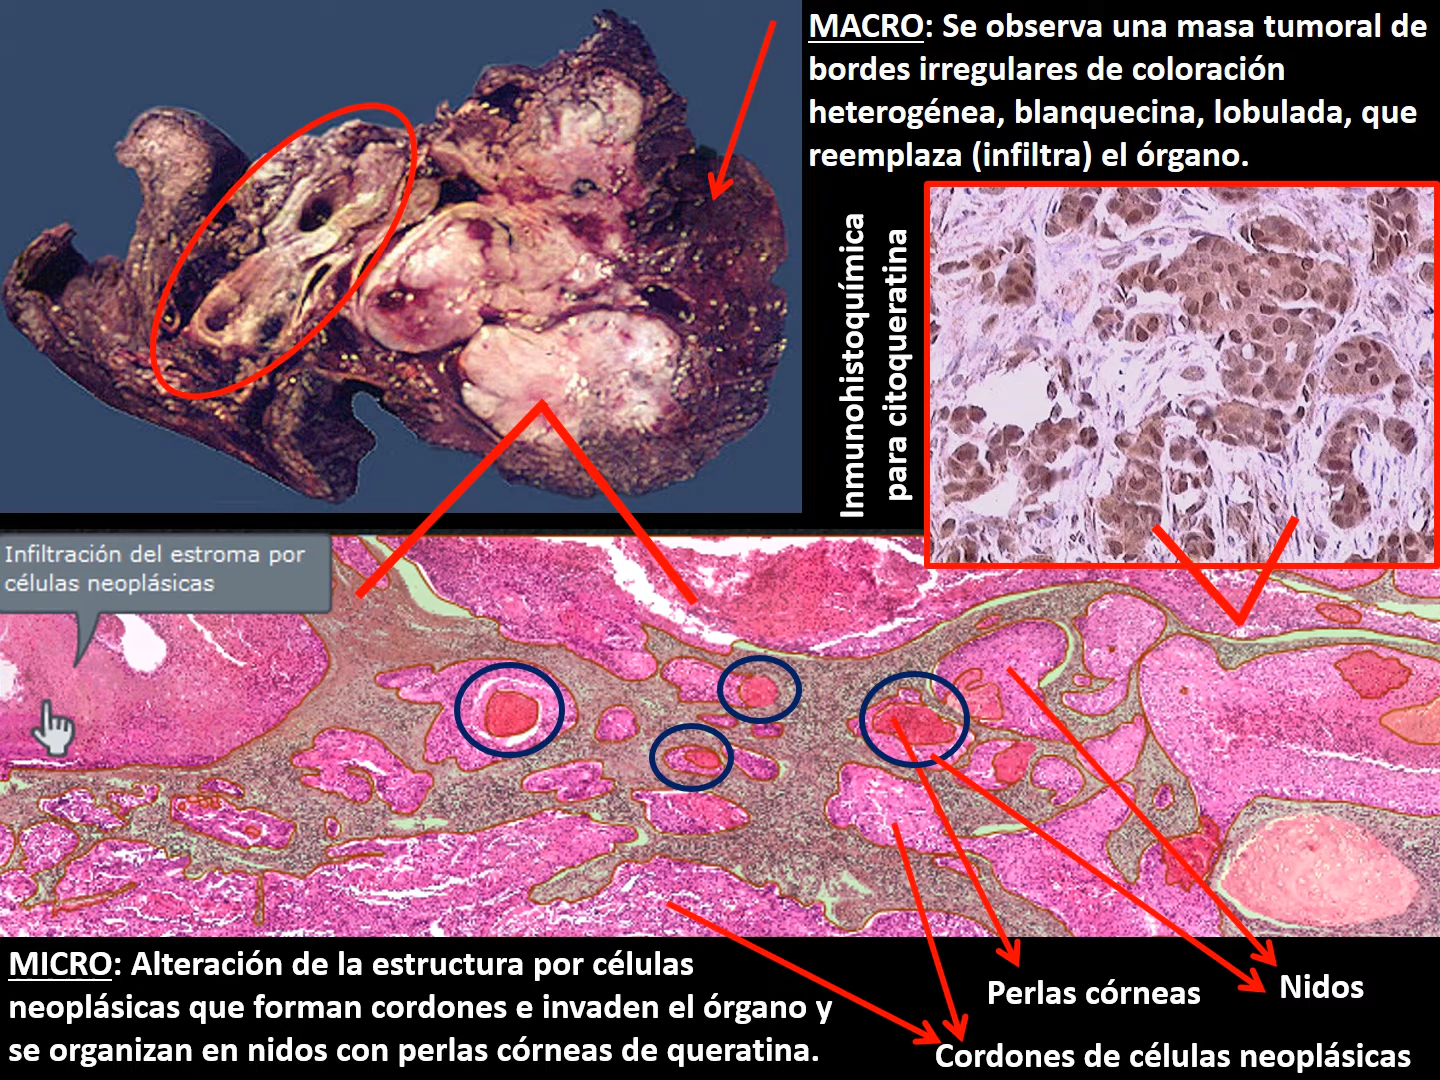 MACRO: Se observa una masa tumoral de
bordes irregulares de coloración
heterogénea, blanquecina, lobulada, que
reemplaza (infiltra) el órgano.
Inmunohistoquímica
para citoqueratina
Infiltración del estroma por
células neoplásicas
MICRO: Alteración de la estructura por células
neoplásicas que forman cordones e invaden el órgano y
se organizan en nidos con perlas córneas de queratina.
Perlas córneas
Nidos
Cordones de células neoplásicas